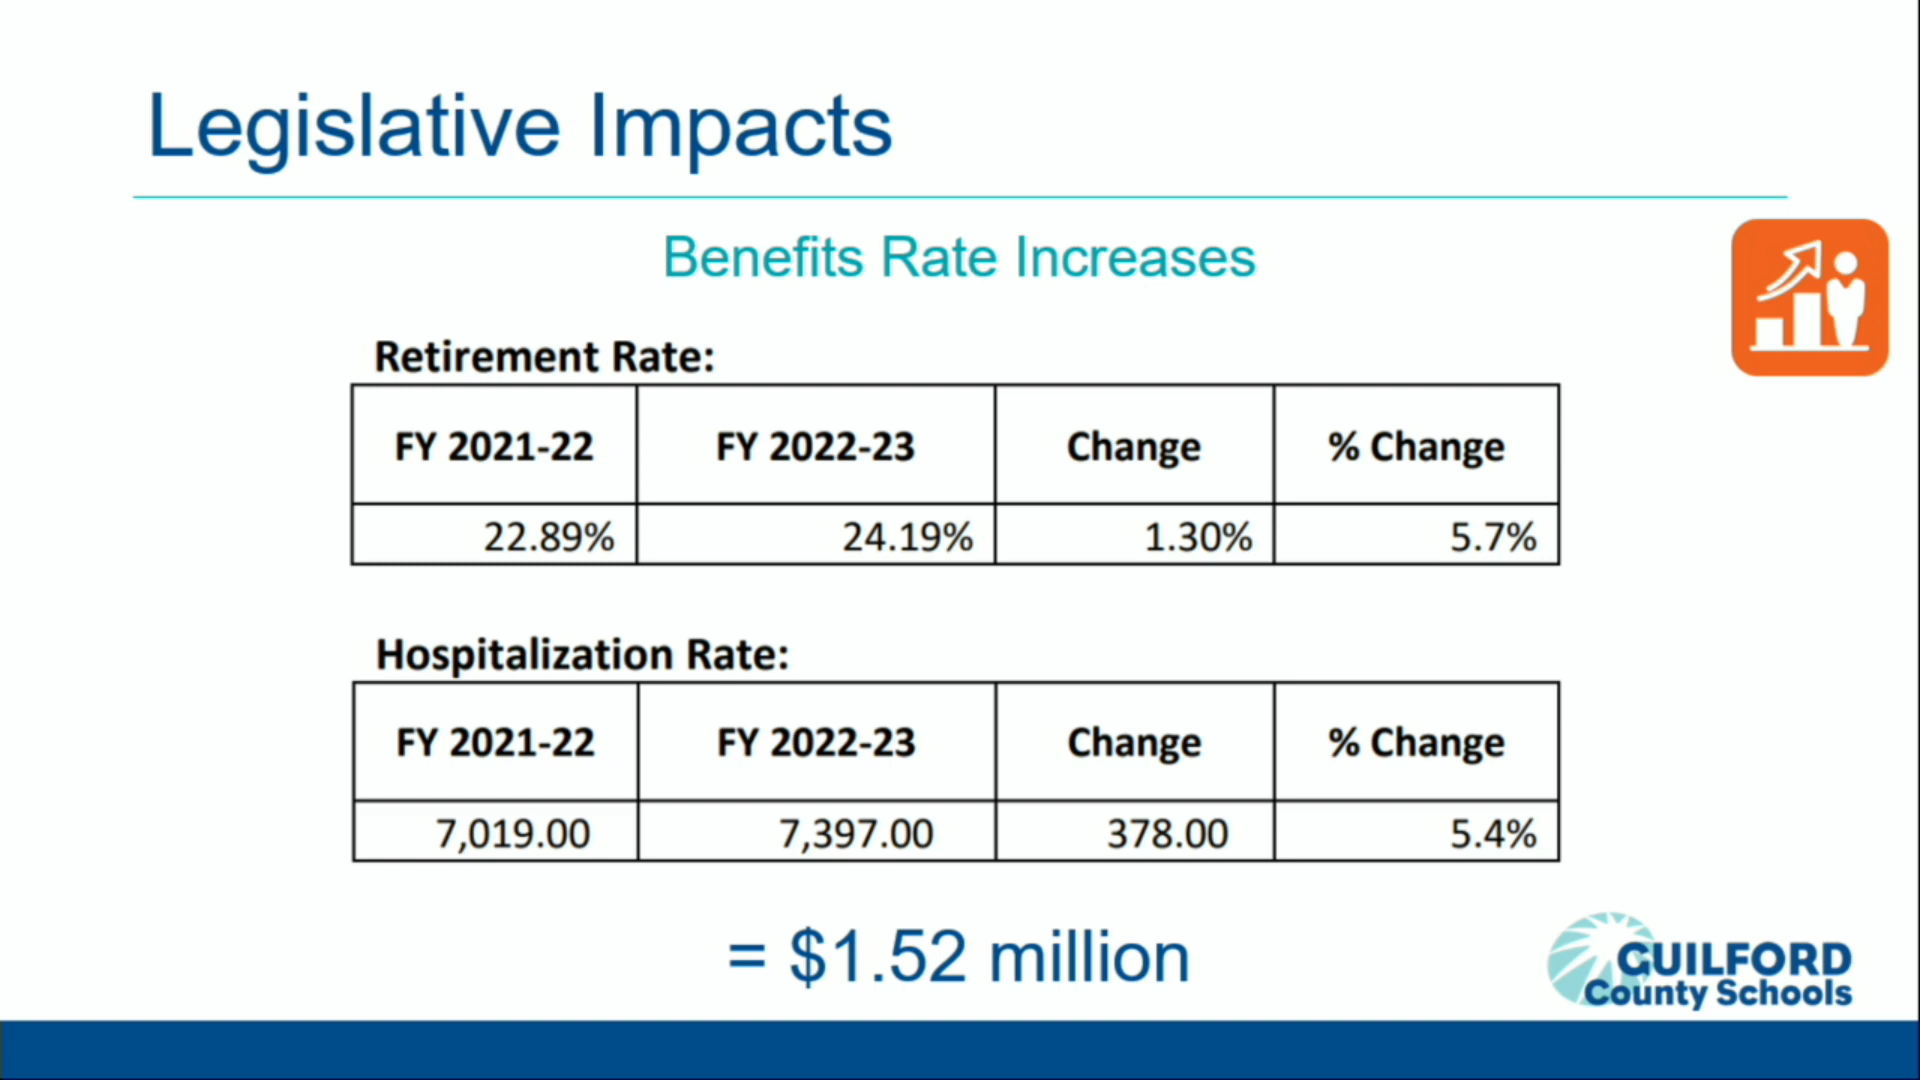 Legislative Impacts
Benefits Rate Increases
Retirement Rate:
FY 2021-22 FY 2022-23 Change % Change
22.89% 24.19% 1.30% 5.7%
Hospitalization Rate:
FY 2021-22 FY 2022-23 Change % Change
7,019.00 7,397.00 378.00 5.4%
= $1.52 million
GUILFORD
County Schools